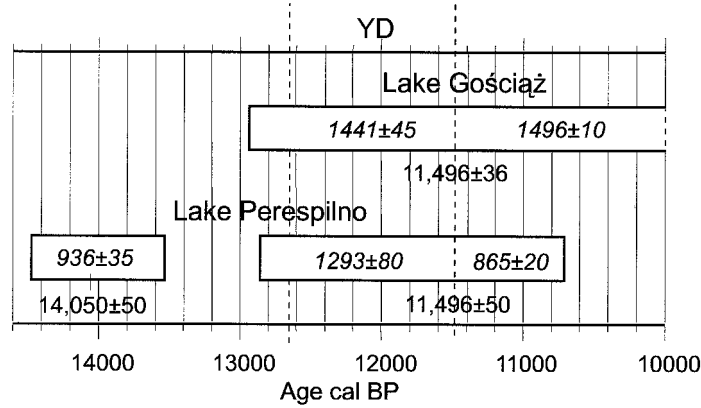 YD
Lake Gościąż
1441±45 1496±10
11,496±36
Lake Perespilno
936±35 1293±80 865±20
14,050±50 11,496±50
14000 13000 12000 11000 10000
Age cal BP